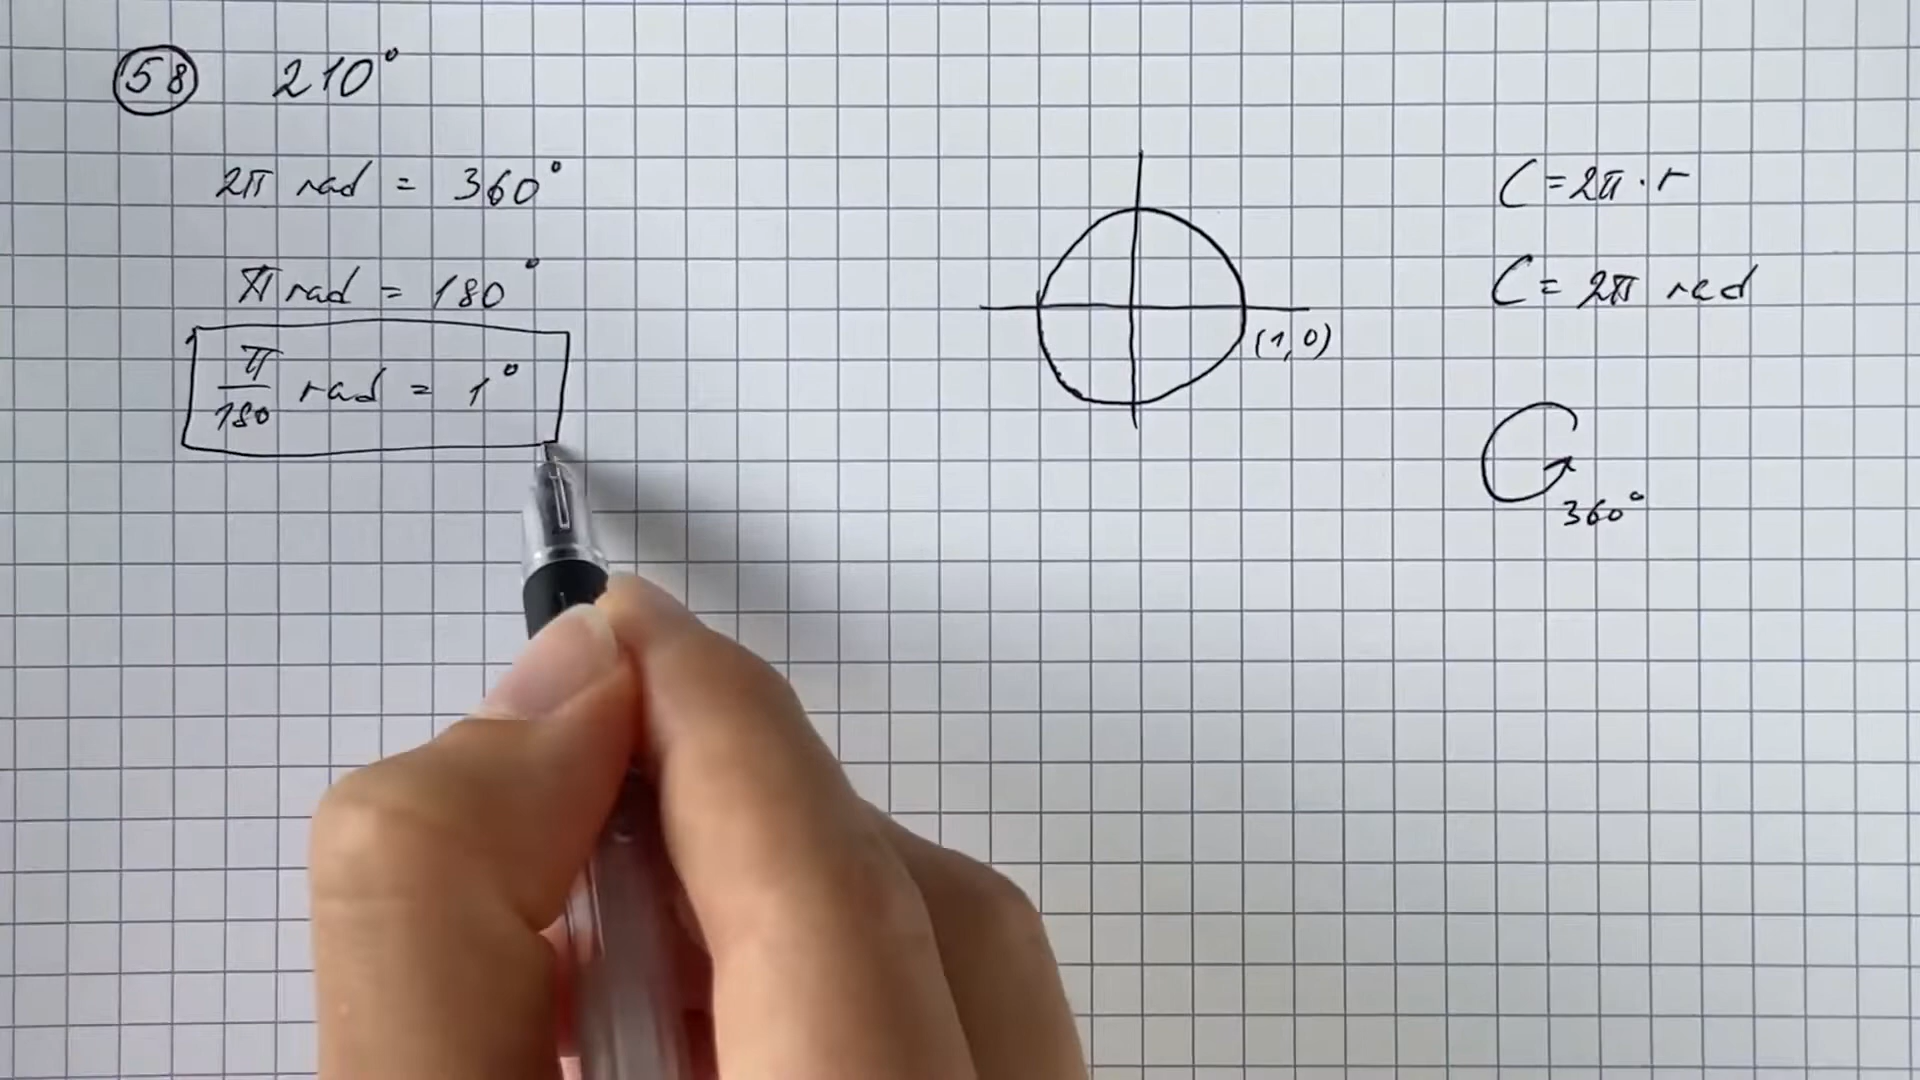 58 210°
2π rad = 360°
π rad = 180°
π/180 rad = 1°
(1,0)
C = 2π · r
C = 2π rad
360°